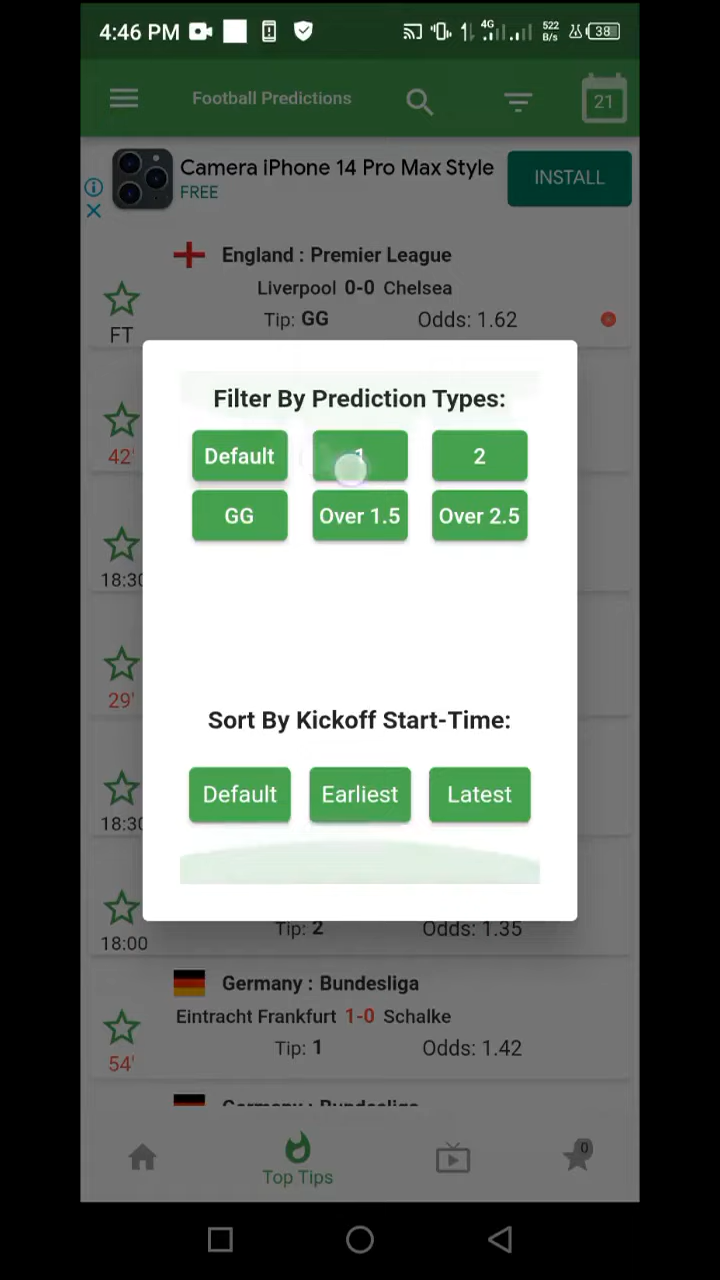 4:46 PM 4G 522 B/s 38
Football Predictions 21
Camera iPhone 14 Pro Max Style
FREE
INSTALL
England : Premier League
Liverpool 0-0 Chelsea
FT Tip: GG Odds: 1.62
Filter By Prediction Types:
42'
Default 1 2
GG Over 1.5 Over 2.5
18:30
29'
Sort By Kickoff Start-Time:
Default Earliest Latest
18:30
Tip: 2 Odds: 1.35
18:00
Germany : Bundesliga
Eintracht Frankfurt 1-0 Schalke
54' Tip: 1 Odds: 1.42
Germany : Bundesliga
0
Top Tips